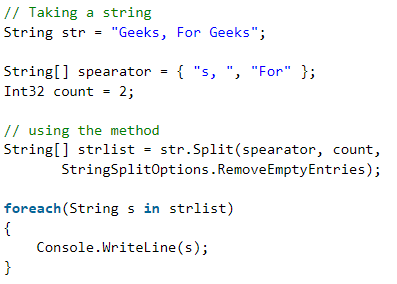 // Taking a string
String str = "Geeks, For Geeks";
String[] spearator = { "s, ", "For" };
Int32 count = 2;
// using the method
String[] strlist = str.Split(spearator, count,
StringSplitOptions.RemoveEmptyEntries);
foreach(String s in strlist)
{
Console.WriteLine(s);
}